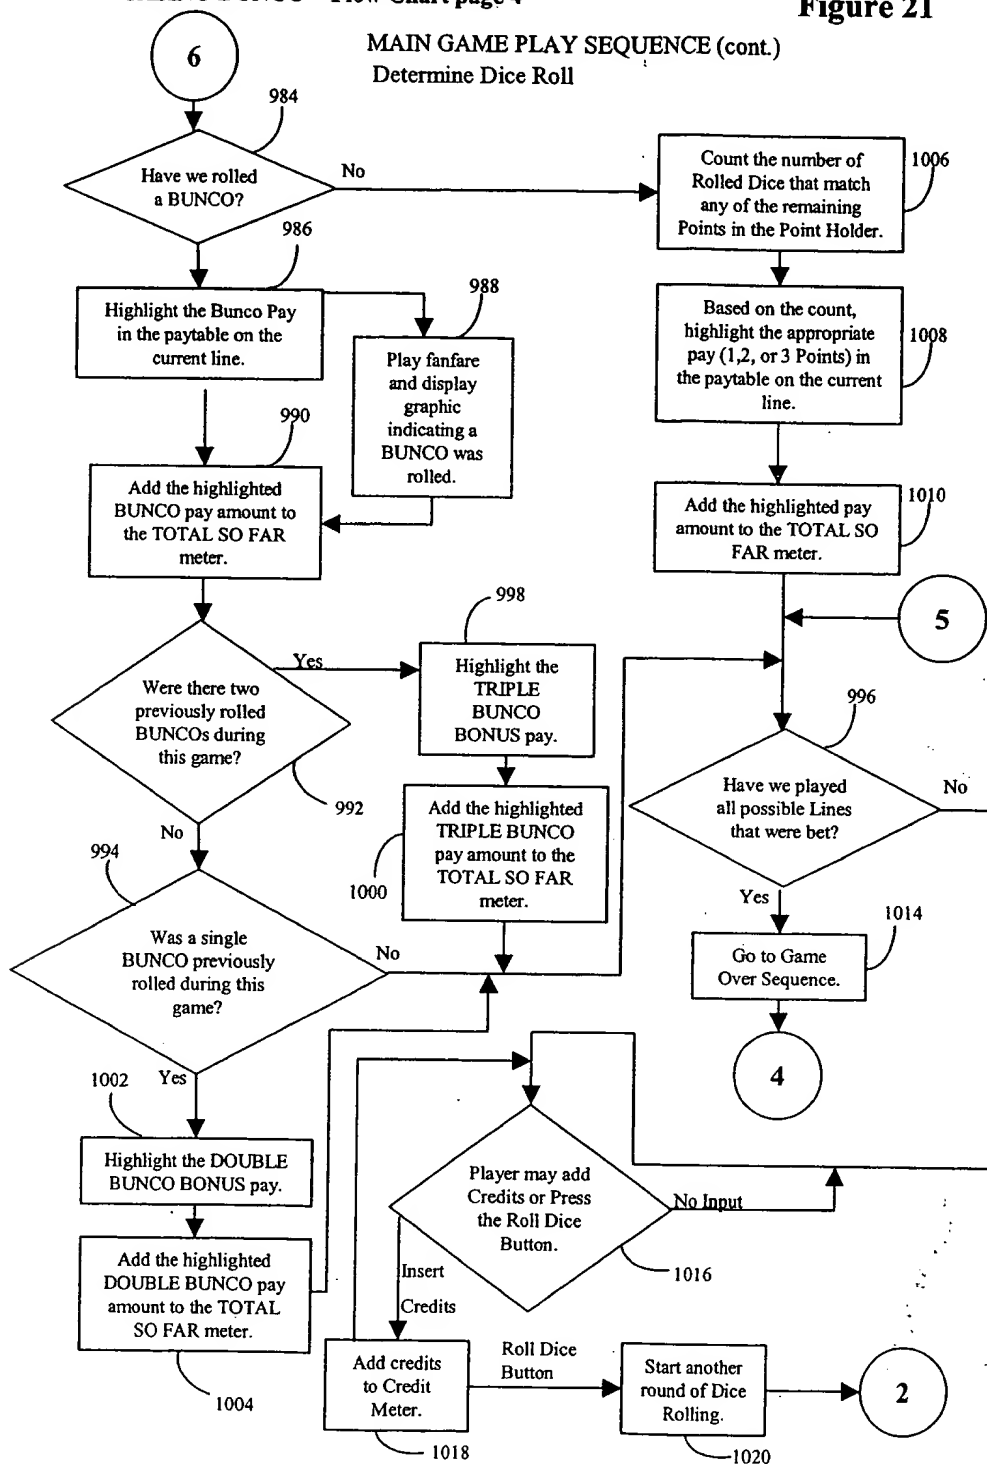 Flow Chart page 4
Figure 21
MAIN GAME PLAY SEQUENCE (cont.)
Determine Dice Roll
6
984
Have we rolled
a BUNCO?
No
986
Highlight the Bunco Pay
in the paytable on the
current line.
988
Play fanfare
and display
graphic
indicating a
BUNCO was
rolled.
990
Add the highlighted
BUNCO pay amount to
the TOTAL SO FAR
meter.
Were there two
previously rolled
BUNCOs during
this game?
992
Yes
No
998
Highlight the
TRIPLE
BUNCO
BONUS pay.
Add the highlighted
TRIPLE BUNCO
pay amount to the
TOTAL SO FAR
meter.
1000
994
Was a single
BUNCO previously
rolled during this
game?
No
Yes
1002
Highlight the DOUBLE
BUNCO BONUS pay.
Add the highlighted
DOUBLE BUNCO pay
amount to the TOTAL
SO FAR meter.
1004
Count the number of
Rolled Dice that match
any of the remaining
Points in the Point Holder.
1006
Based on the count,
highlight the appropriate
pay (1,2, or 3 Points) in
the paytable on the current
line.
1008
Add the highlighted pay
amount to the TOTAL SO
FAR meter.
1010
5
996
Have we played
all possible Lines
that were bet?
No
Yes
1014
Go to Game
Over Sequence.
4
Player may add
Credits or Press
the Roll Dice
Button.
No Input
1016
Insert
Credits
Add credits
to Credit
Meter.
1018
Roll Dice
Button
Start another
round of Dice
Rolling.
1020
2